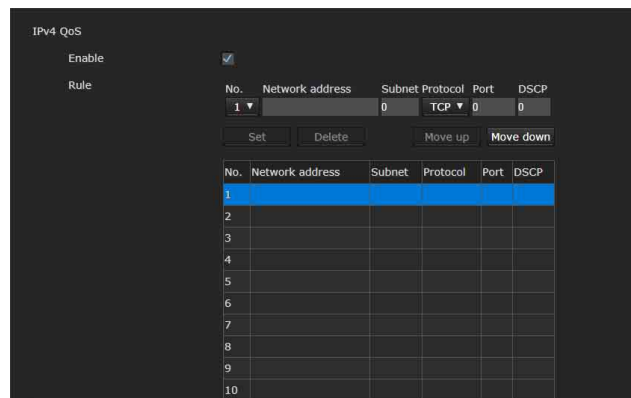 IPv4 QoS
Enable
Rule
No. Network address Subnet Protocol Port DSCP
1 0 TCP 0 0
Set Delete Move up Move down
No. Network address Subnet Protocol Port DSCP
1
2
3
4
5
6
7
8
9
10